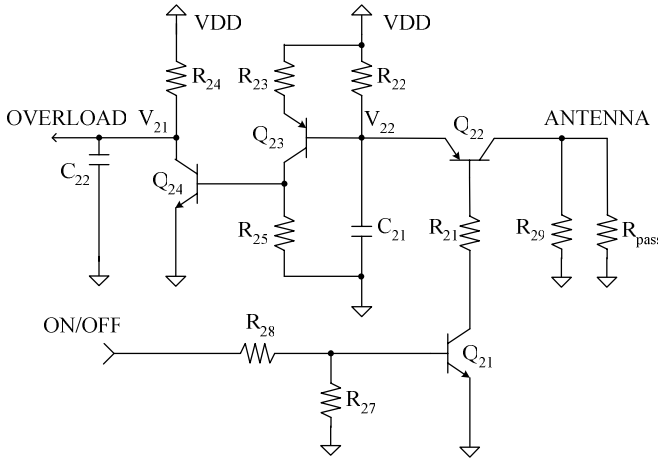 VDD
VDD
R24
R23
R22
OVERLOAD
V21
V22
ANTENNA
Q23
Q22
C22
Q24
R25
C21
R21
R29
Rpass
ON/OFF
R28
Q21
R27